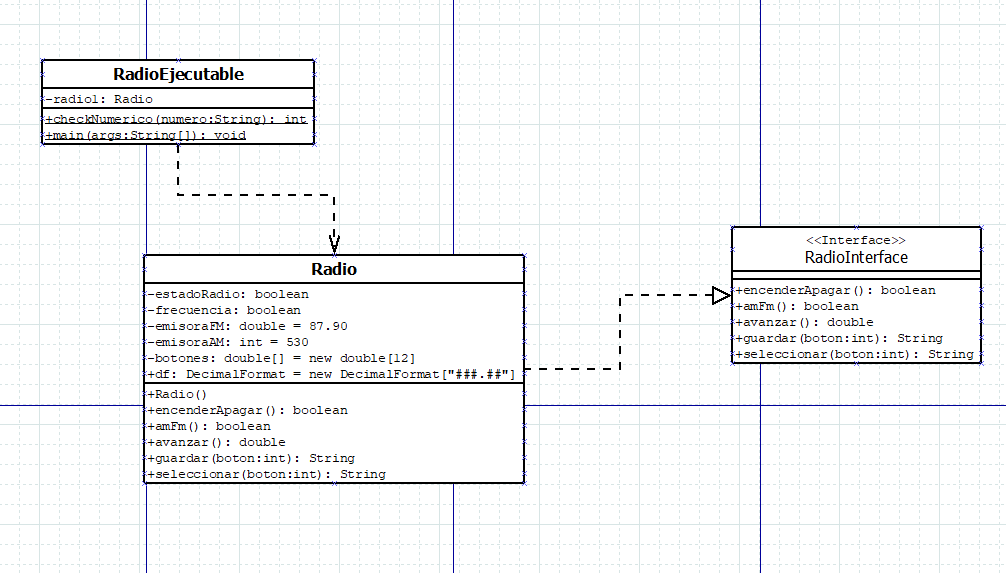 RadioEjecutable
-radio1: Radio
+checkNumerico(numero:String): int
+main(args:String[]): void
Radio
-estadoRadio: boolean
-frecuencia: boolean
-emisoraFM: double = 87.90
-emisoraAM: int = 530
-botones: double[] = new double[12]
+df: DecimalFormat = new DecimalFormat["###.##"]
+Radio()
+encenderApagar(): boolean
+amFm(): boolean
+avanzar(): double
+guardar(boton:int): String
+seleccionar(boton:int): String
<<Interface>>
RadioInterface
+encenderApagar(): boolean
+amFm(): boolean
+avanzar(): double
+guardar(boton:int): String
+seleccionar(boton:int): String